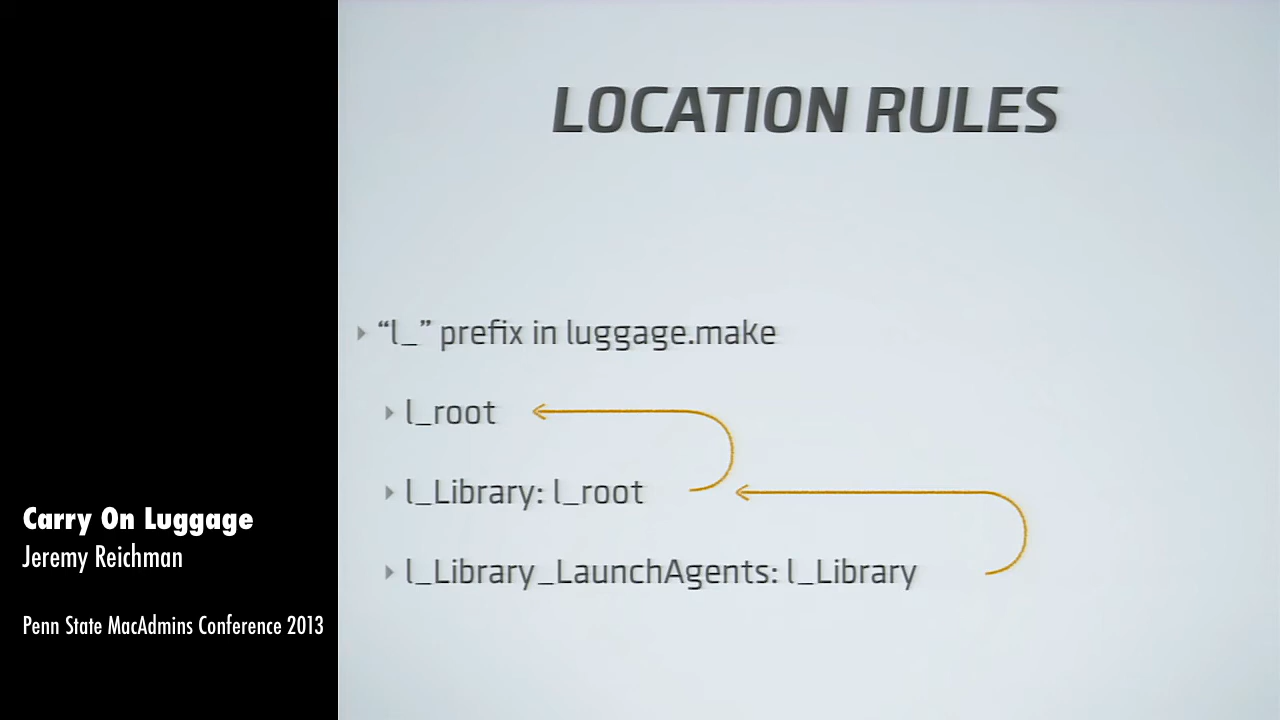 LOCATION RULES
“l_” prefix in luggage.make
l_root
l_Library: l_root
l_Library_LaunchAgents: l_Library
Carry On Luggage
Jeremy Reichman
Penn State MacAdmins Conference 2013